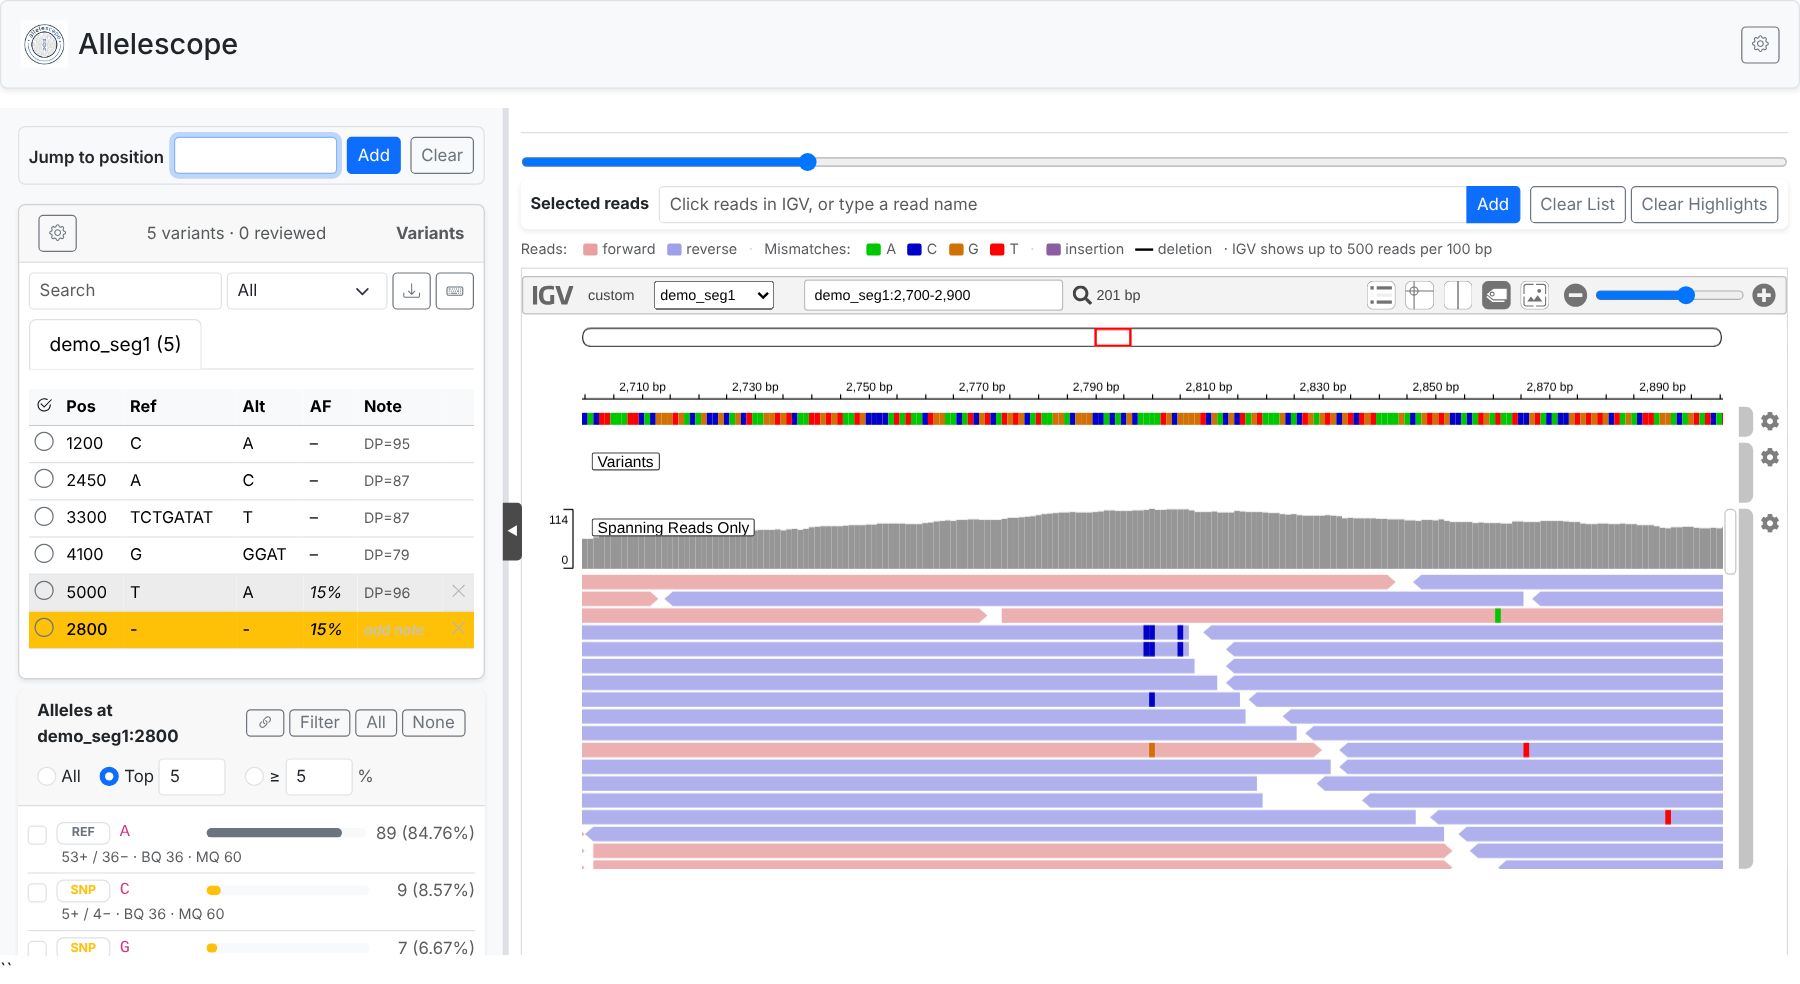 Allelescope
Jump to position Add Clear
5 variants · 0 reviewed Variants
Search All
demo_seg1 (5)
Pos Ref Alt AF Note
1200 C A – DP=95
2450 A C – DP=87
3300 TCTGATAT T – DP=87
4100 G GGAT – DP=79
5000 T A 15% DP=96
2800 - - 15% add note
Alleles at
demo_seg1:2800
Filter All None
All Top 5 ≥ 5 %
REF A 89 (84.76%)
53+ / 36− · BQ 36 · MQ 60
SNP C 9 (8.57%)
5+ / 4− · BQ 36 · MQ 60
SNP G 7 (6.67%)
``
Selected reads Click reads in IGV, or type a read name Add Clear List Clear Highlights
Reads: forward reverse · Mismatches: A C G T · insertion deletion · IGV shows up to 500 reads per 100 bp
IGV custom demo_seg1 demo_seg1:2,700-2,900 201 bp
2,710 bp 2,730 bp 2,750 bp 2,770 bp 2,790 bp 2,810 bp 2,830 bp 2,850 bp 2,870 bp 2,890 bp
Variants
114
Spanning Reads Only
0